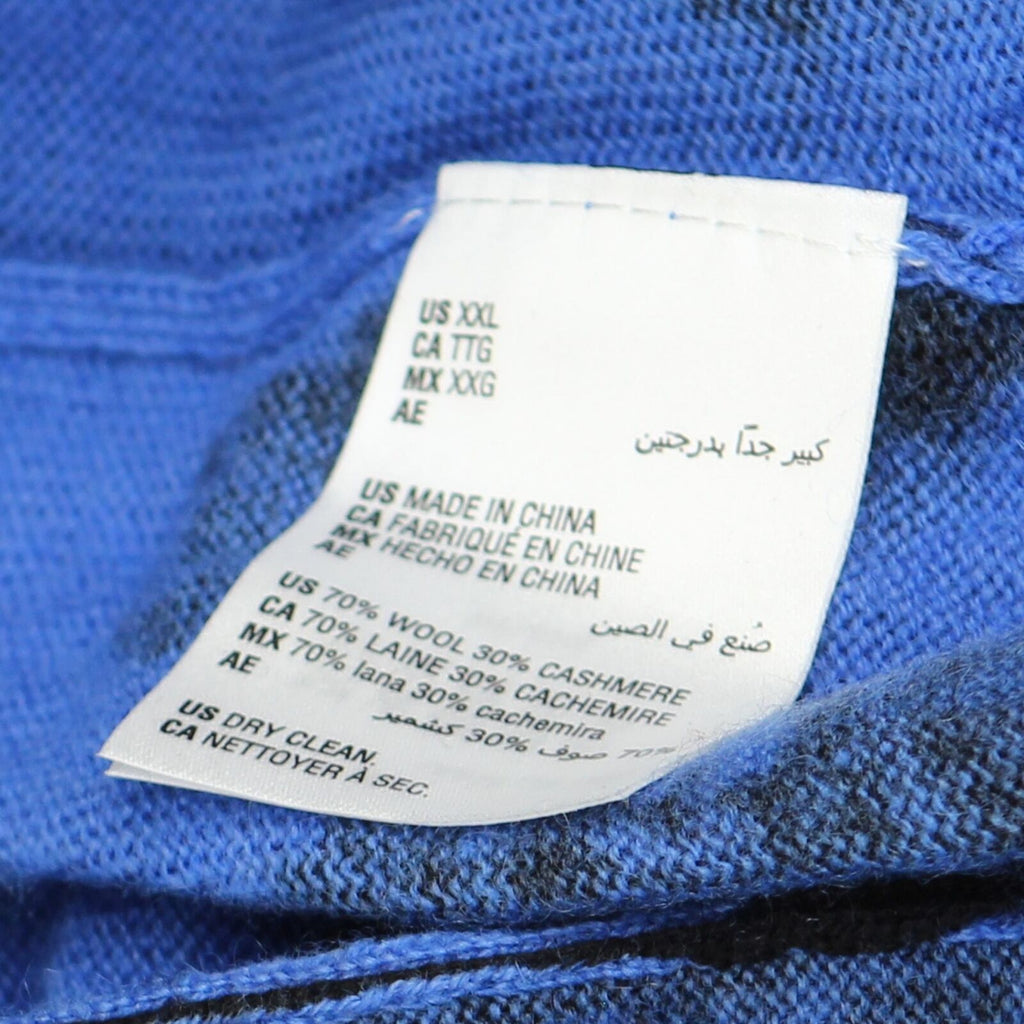 US XXL
CA TTG
MX XXG
AE
كبير جدًا بدرجتين
US MADE IN CHINA
CA FABRIQUÉ EN CHINE
MX HECHO EN CHINA
AE
صُنع في الصين
US 70% WOOL 30% CASHMERE
CA 70% LAINE 30% CACHEMIRE
MX 70% lana 30% cachemira
AE
70% صوف 30% كشمير
US DRY CLEAN.
CA NETTOYER À SEC.